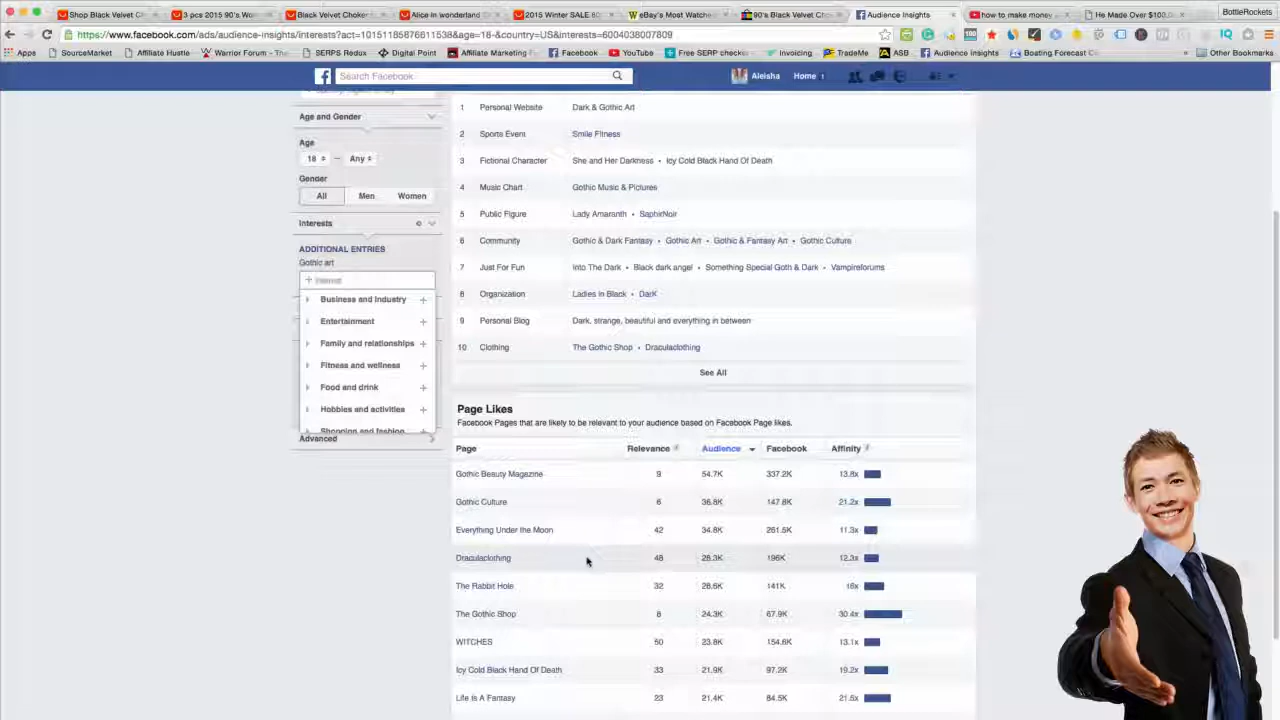 Shop Black Velvet Choke
3 pcs 2015 90's Wo
Black Velvet Choker
Alice in wonderland C
2015 Winter SALE 80
eBay's Most Watche
90's Black Velvet Ch
Audience Insights
how to make money
He Made Over $100,0
BottleRockets
https://www.facebook.com/ads/audience-insights/interests?act=10151158766115388&age=18-&country=US&interests=6004038007809
Apps
SourceMarket
Affiliate Hustle
Warrior Forum - The
SERPS Redux
Digital Point
Affiliate Marketing F
Facebook
YouTube
Free SERP checker
Invoicing
TradeMe
ASB
Audience Insights
Boating Forecast C
Other Bookmarks
Search Facebook
Aleisha
Home 1
Age and Gender
Age
18 — Any
Gender
All Men Women
Interests
ADDITIONAL ENTRIES
Gothic art
+ Interest
Business and industry +
Entertainment +
Family and relationships +
Fitness and wellness +
Food and drink +
Hobbies and activities +
Shopping and fashion
Advanced
1 Personal Website Dark & Gothic Art
2 Sports Event Smile Fitness
3 Fictional Character She and Her Darkness • Icy Cold Black Hand Of Death
4 Music Chart Gothic Music & Pictures
5 Public Figure Lady Amaranth • SaphirNoir
6 Community Gothic & Dark Fantasy • Gothic Art • Gothic & Fantasy Art • Gothic Culture
7 Just For Fun Into The Dark • Black dark angel • Something Special Goth & Dark • Vampireforums
8 Organization Ladies in Black • DarK
9 Personal Blog Dark, strange, beautiful and everything in between
10 Clothing The Gothic Shop • Draculaclothing
See All
Page Likes
Facebook Pages that are likely to be relevant to your audience based on Facebook Page likes.
Page Relevance Audience Facebook Affinity
Gothic Beauty Magazine 9 54.7K 337.2K 13.8x
Gothic Culture 6 36.8K 147.8K 21.2x
Everything Under the Moon 42 34.8K 261.5K 11.3x
Draculaclothing 48 28.3K 196K 12.3x
The Rabbit Hole 32 26.6K 141K 16x
The Gothic Shop 8 24.3K 67.9K 30.4x
WITCHES 50 23.8K 154.6K 13.1x
Icy Cold Black Hand Of Death 33 21.9K 97.2K 19.2x
Life Is A Fantasy 23 21.4K 84.5K 21.5x